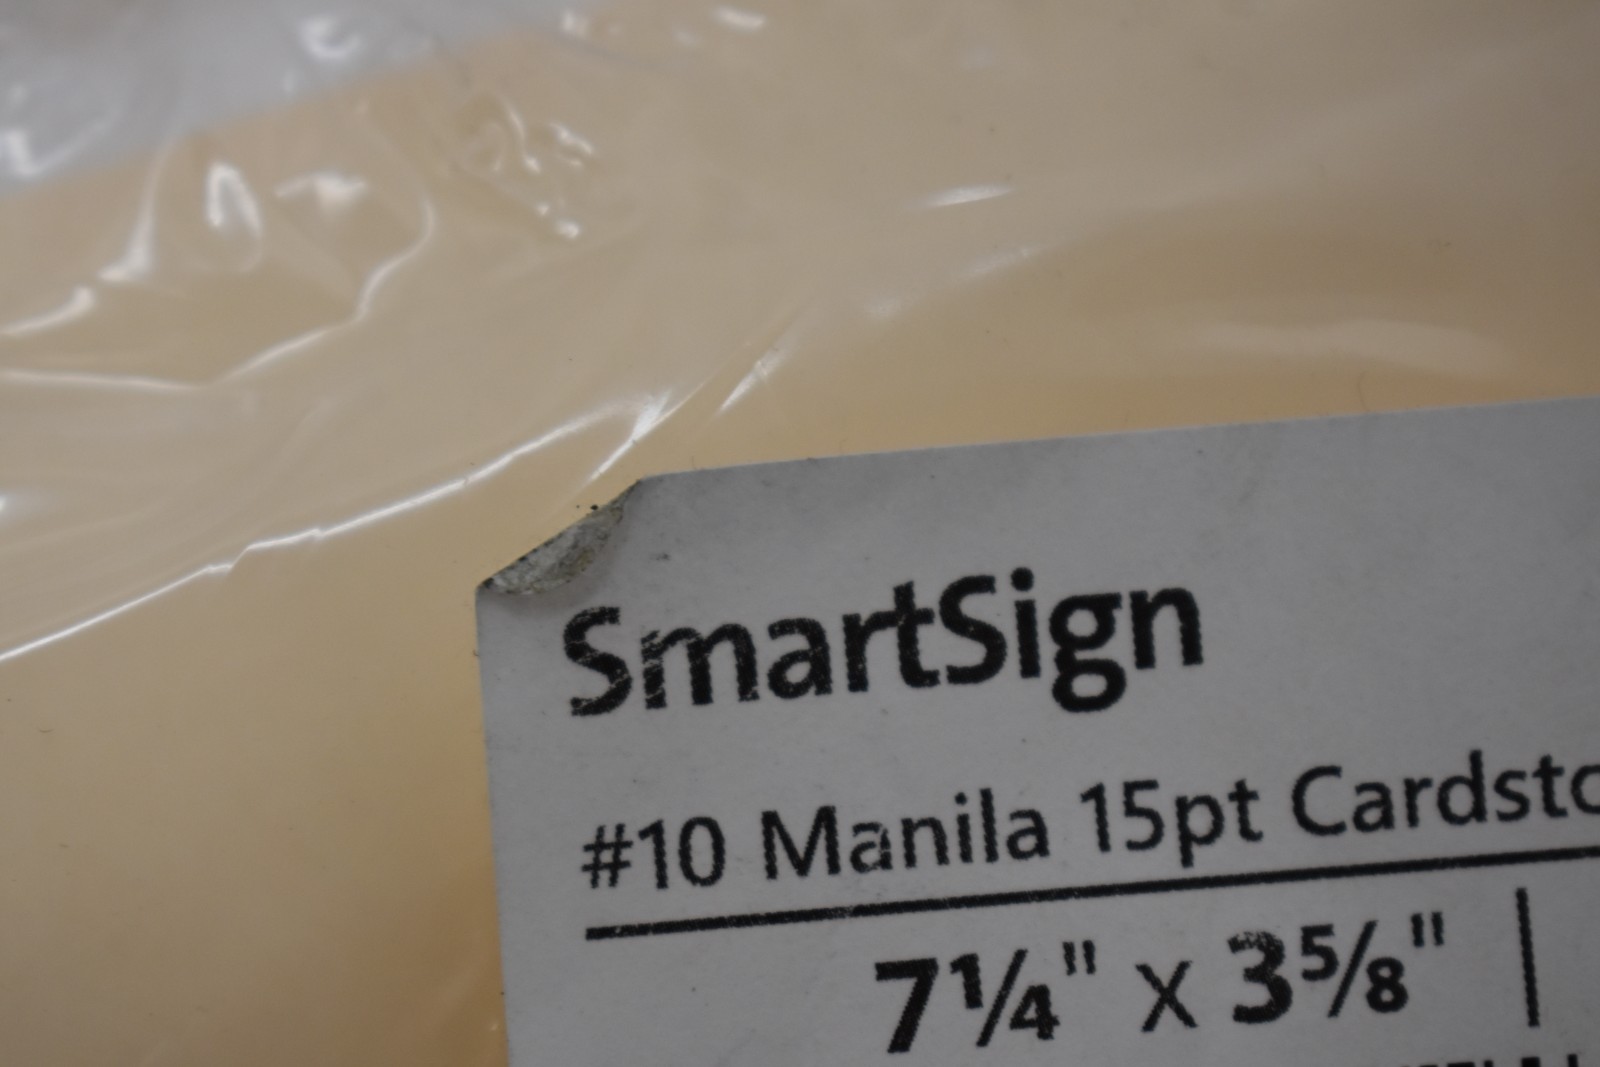 SmartSign
#10 Manila 15pt Cardsto
7¼" x 3⅝" |